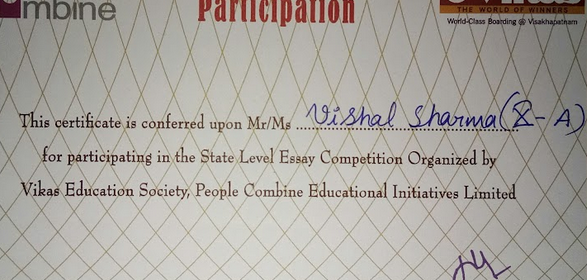 mbine
Participation
THE WORLD OF WINNERS
World-Class Boarding @ Visakhapatnam
This certificate is conferred upon Mr/Ms Vishal Sharma (X-A)
for participating in the State Level Essay Competition Organized by
Vikas Education Society, People Combine Educational Initiatives Limited